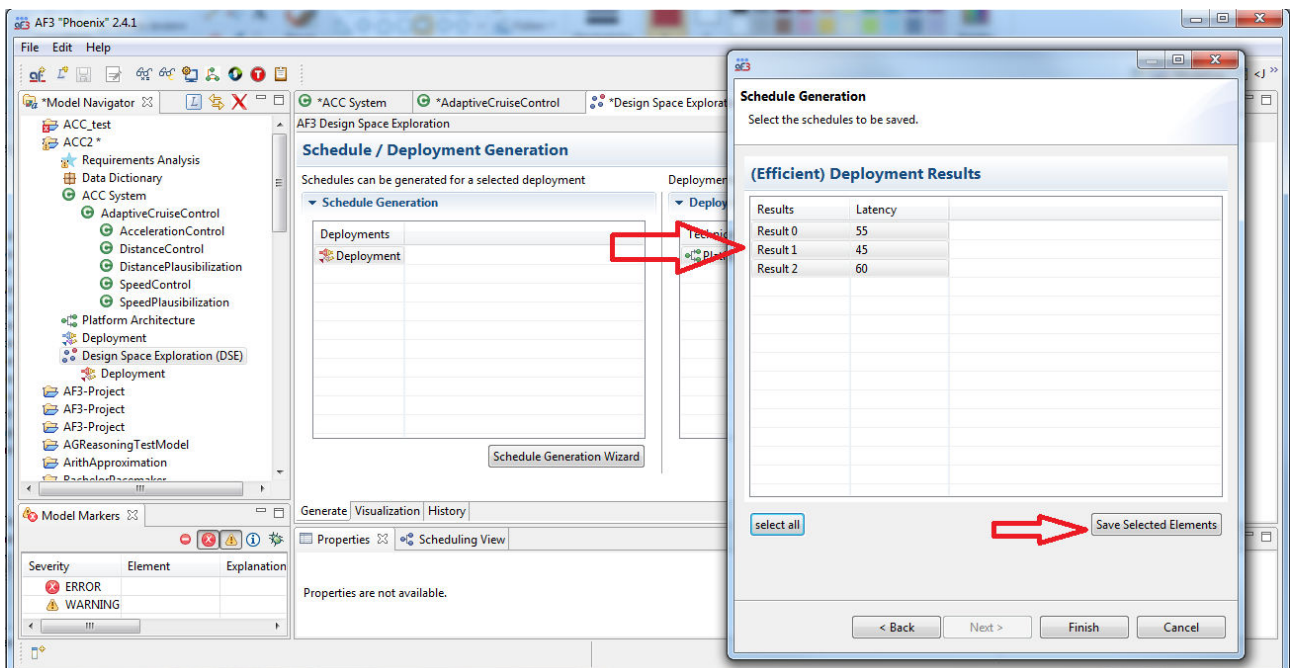 AF3 "Phoenix" 2.4.1
File Edit Help
*Model Navigator
ACC_test
ACC2 *
Requirements Analysis
Data Dictionary
ACC System
AdaptiveCruiseControl
AccelerationControl
DistanceControl
DistancePlausibilization
SpeedControl
SpeedPlausibilization
Platform Architecture
Deployment
Design Space Exploration (DSE)
Deployment
AF3-Project
AF3-Project
AF3-Project
AGReasoningTestModel
ArithApproximation
Model Markers
Severity Element Explanation
ERROR
WARNING
*ACC System *AdaptiveCruiseControl *Design Space Explorat
AF3 Design Space Exploration
Schedule / Deployment Generation
Schedules can be generated for a selected deployment
Schedule Generation
Deployments
Deployment
Schedule Generation Wizard
Deploymen
Deploy
Generate Visualization History
Properties Scheduling View
Properties are not available.
AF3
Schedule Generation
Select the schedules to be saved.
(Efficient) Deployment Results
Results Latency
Result 0 55
Result 1 45
Result 2 60
select all Save Selected Elements
< Back Next > Finish Cancel